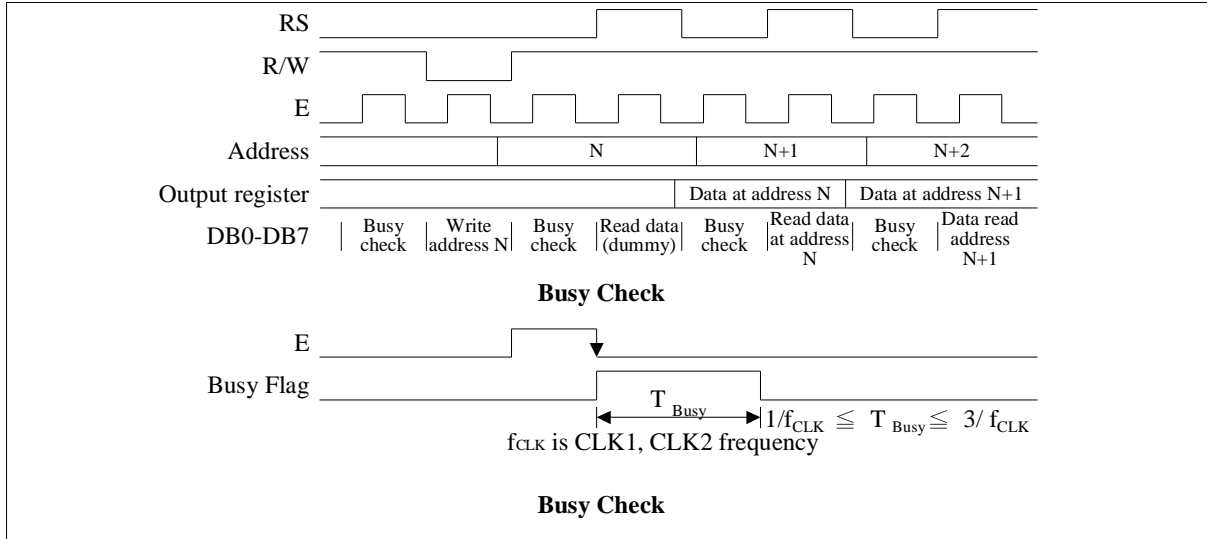 RS
R/W
E
Address N N+1 N+2
Output register Data at address N Data at address N+1
DB0-DB7 Busy check Write address N Busy check Read data (dummy) Busy check Read data at address N Busy check Data read address N+1
Busy Check
E
Busy Flag
T Busy
1/fCLK ≦ T Busy ≦ 3/ fCLK
fCLK is CLK1, CLK2 frequency
Busy Check